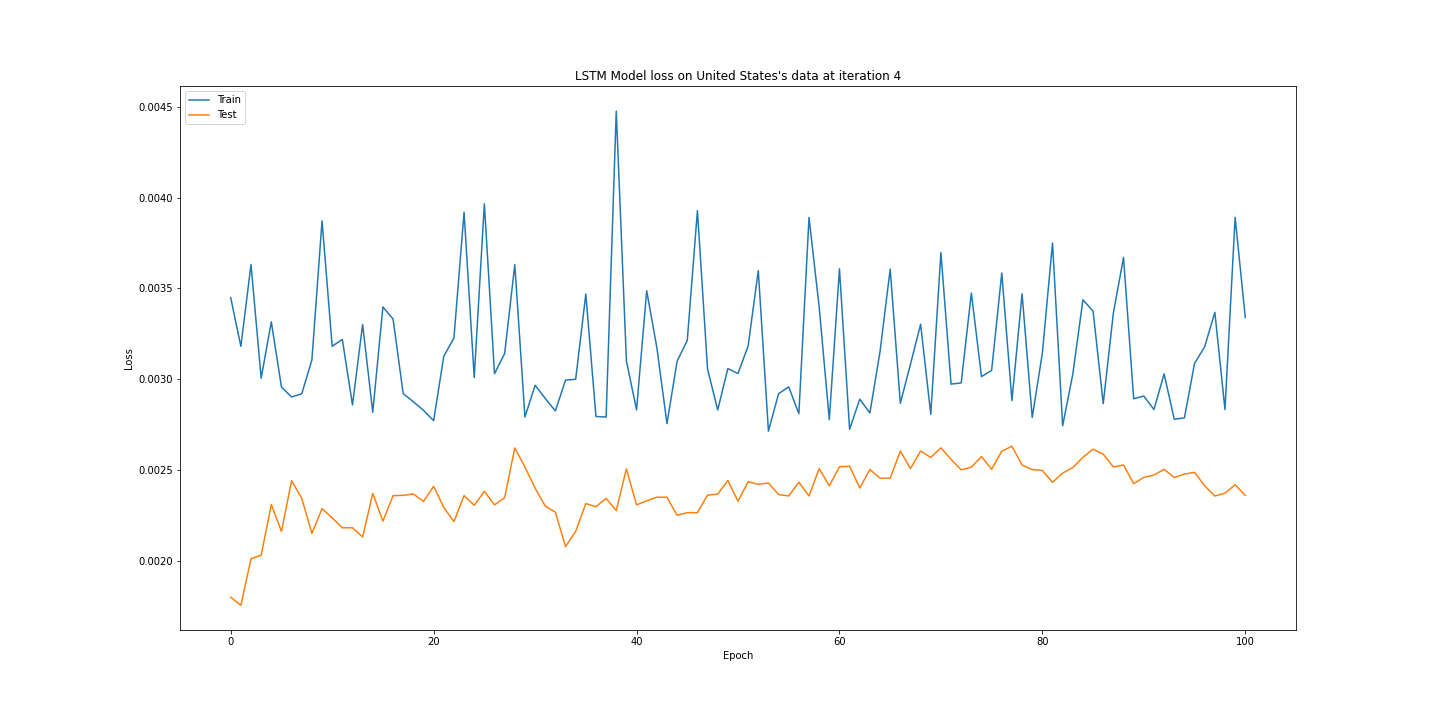 LSTM Model loss on United States's data at iteration 4
Train
Test
0.0045
0.0040
0.0035
0.0030
0.0025
0.0020
Loss
0 20 40 60 80 100
Epoch